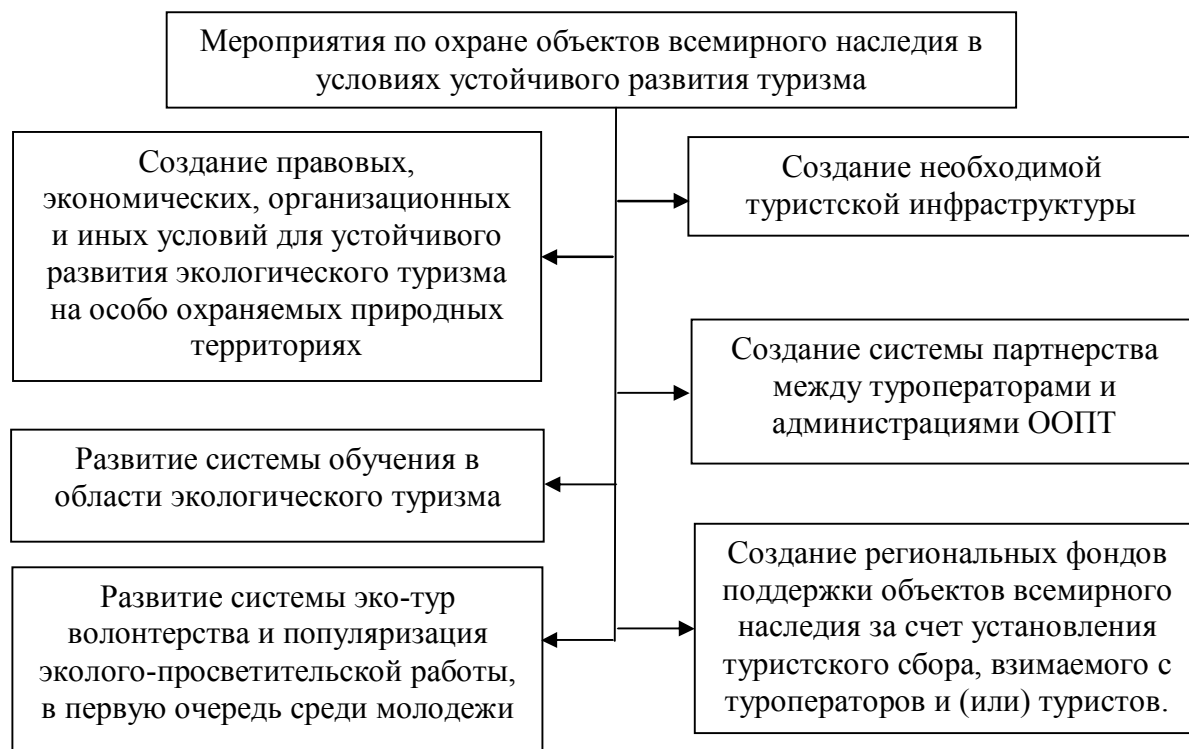 Мероприятия по охране объектов всемирного наследия в
условиях устойчивого развития туризма
Создание правовых,
экономических, организационных
и иных условий для устойчивого
развития экологического туризма
на особо охраняемых природных
территориях
Создание необходимой
туристской инфраструктуры
Создание системы партнерства
между туроператорами и
администрациями ООПТ
Развитие системы обучения в
области экологического туризма
Развитие системы эко-тур
волонтерства и популяризация
эколого-просветительской работы,
в первую очередь среди молодежи
Создание региональных фондов
поддержки объектов всемирного
наследия за счет установления
туристского сбора, взимаемого с
туроператоров и (или) туристов.